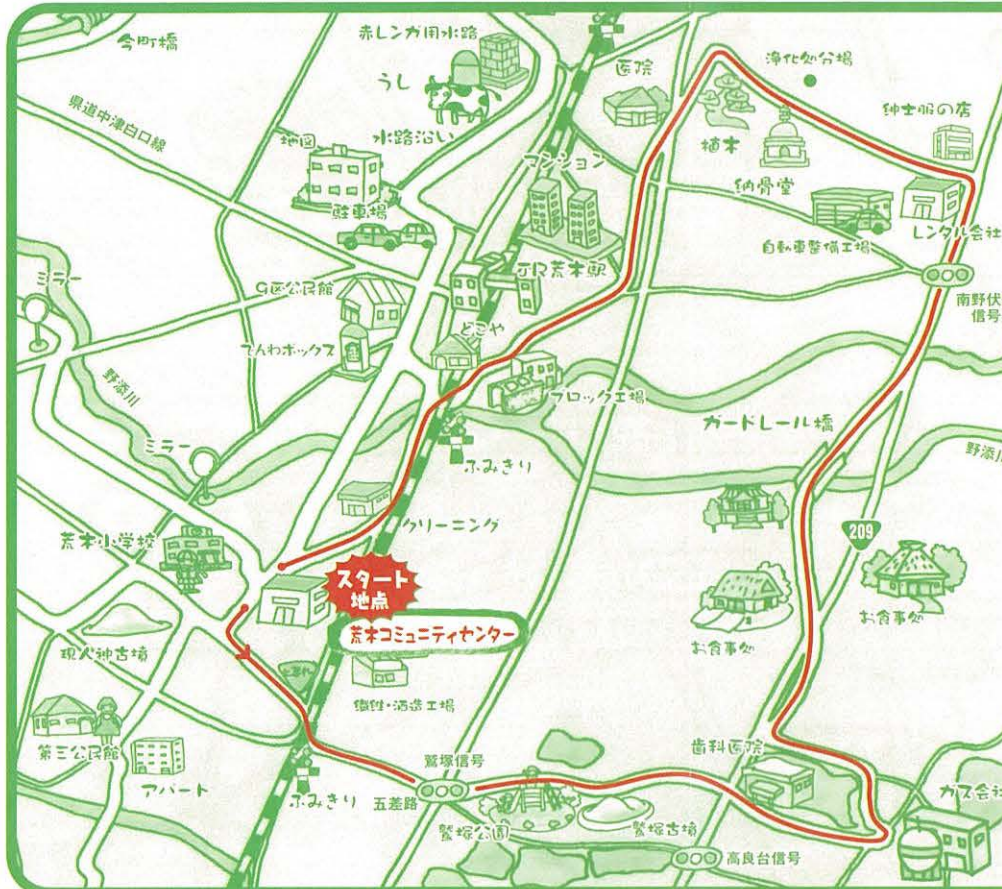 今町橋
赤レンガ用水路
うし
水路沿い
県道中津白口線
地図
駐車場
医院
浄化処分場
植木
納骨堂
紳士服の店
マンション
自動車整備工場
レンタル会社
JR荒木駅
南野伏
信号
ミラー
9区公民館
でんわボックス
とこや
ブロック工場
野添川
ガードレール橋
ふみきり
野添川
ミラー
クリーニング
荒木小学校
209
スタート
地点
荒木コミュニティセンター
お食事処
お食事処
現人神古墳
繊維・酒造工場
第三公民館
アパート
ふみきり
鷲塚信号
五差路
歯科医院
ガス会社
鷲塚公園
鷲塚古墳
高良台信号